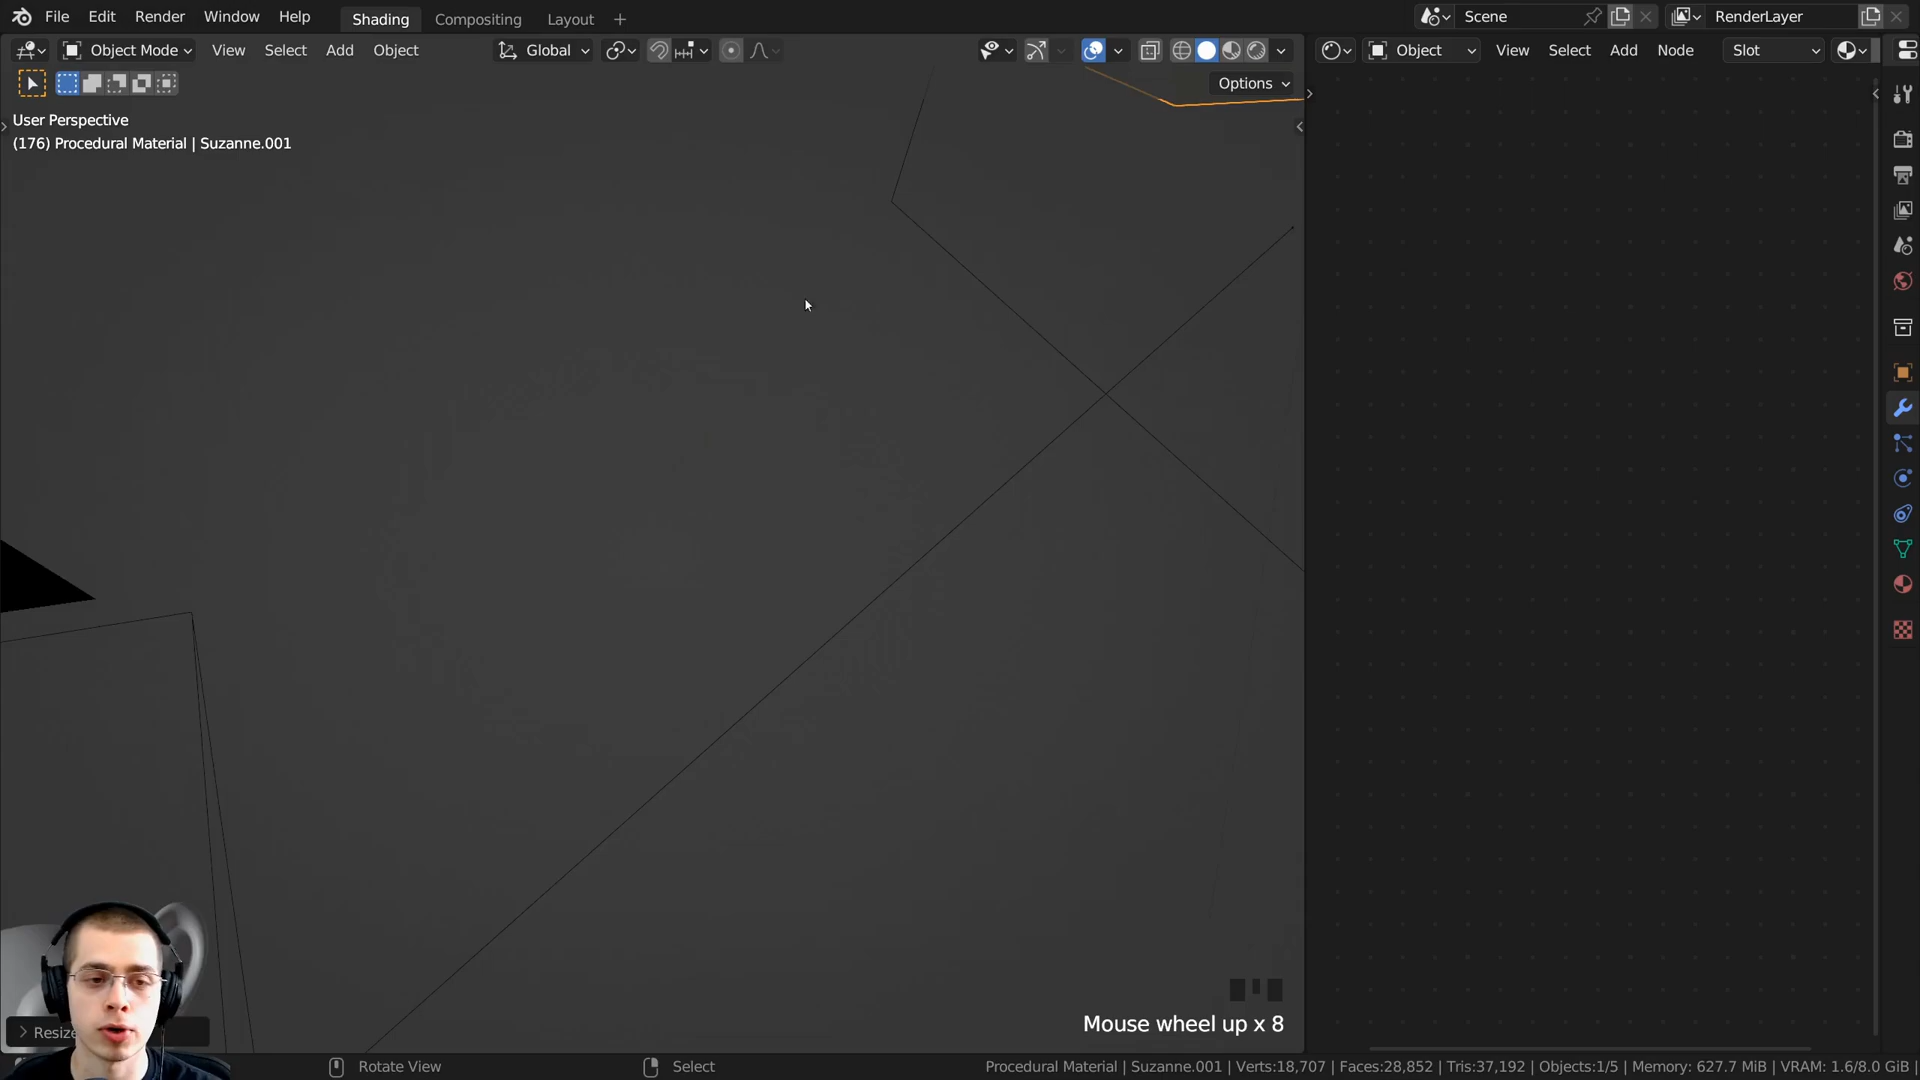 File Edit Render Window Help Shading Compositing Layout + Scene RenderLayer
Object Mode View Select Add Object Global Object View Select Add Node Slot
Options
User Perspective
(176) Procedural Material | Suzanne.001
Mouse wheel up x 8
Resize
Rotate View Select Procedural Material | Suzanne.001 | Verts:18,707 | Faces:28,852 | Tris:37,192 | Objects:1/5 | Memory: 627.7 MiB | VRAM: 1.6/8.0 GiB